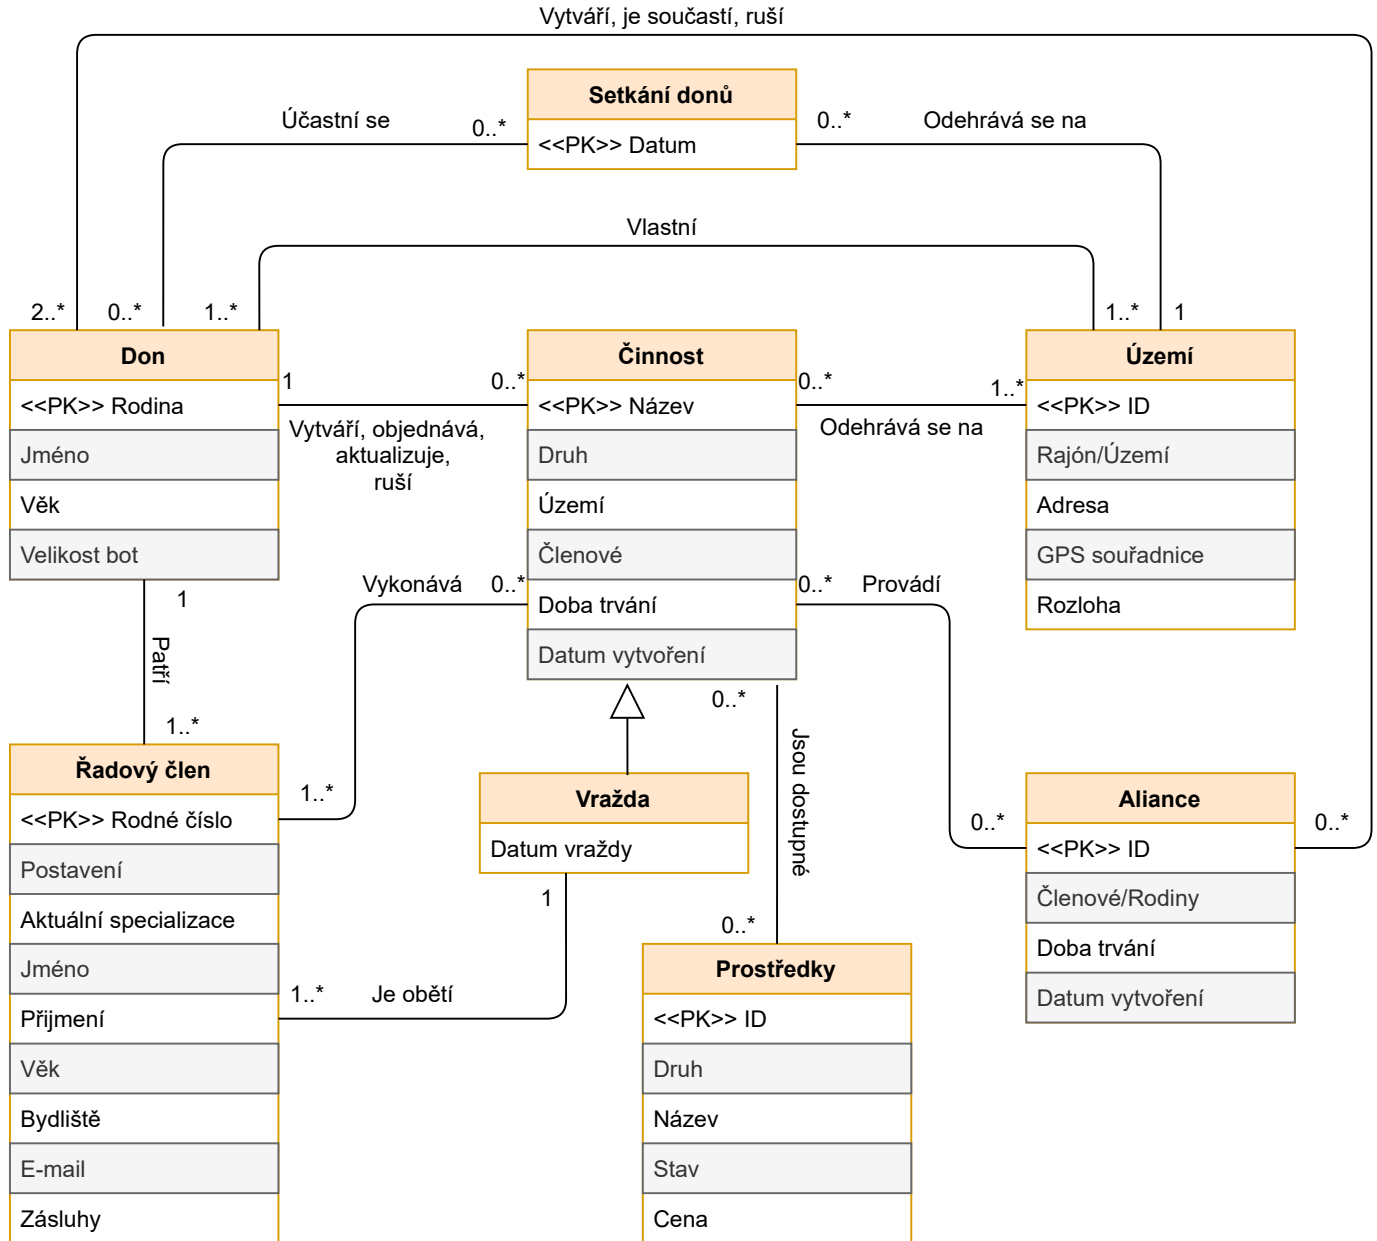 Vytváří, je součastí, ruší
Setkání donů
<<PK>> Datum
Účastní se
0..*
0..*
Odehrává se na
Vlastní
2..*
0..*
1..*
1..*
1
Don
<<PK>> Rodina
Jméno
Věk
Velikost bot
1
0..*
Vytváří, objednává,
aktualizuje,
ruší
Činnost
<<PK>> Název
Druh
Území
Členové
Doba trvání
Datum vytvoření
0..*
1..*
Odehrává se na
Území
<<PK>> ID
Rajón/Území
Adresa
GPS souřadnice
Rozloha
Vykonává
0..*
0..*
Provádí
1
Patří
1..*
0..*
Jsou dostupné
0..*
Řadový člen
<<PK>> Rodné číslo
Postavení
Aktuální specializace
Jméno
Přijmení
Věk
Bydliště
E-mail
Zásluhy
1..*
Vražda
Datum vraždy
1
1..*
Je obětí
Prostředky
<<PK>> ID
Druh
Název
Stav
Cena
0..*
0..*
Aliance
<<PK>> ID
Členové/Rodiny
Doba trvání
Datum vytvoření